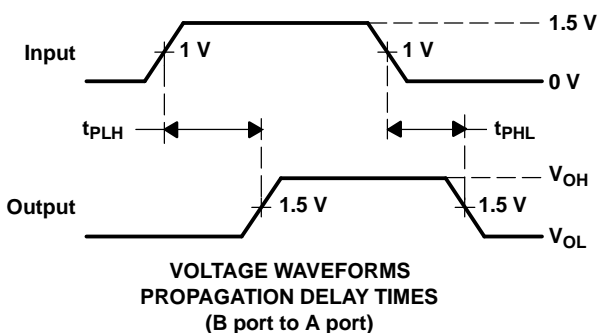 1.5 V
Input
1 V
1 V
0 V
tPLH
tPHL
VOH
Output
1.5 V
1.5 V
VOL
VOLTAGE WAVEFORMS
PROPAGATION DELAY TIMES
(B port to A port)